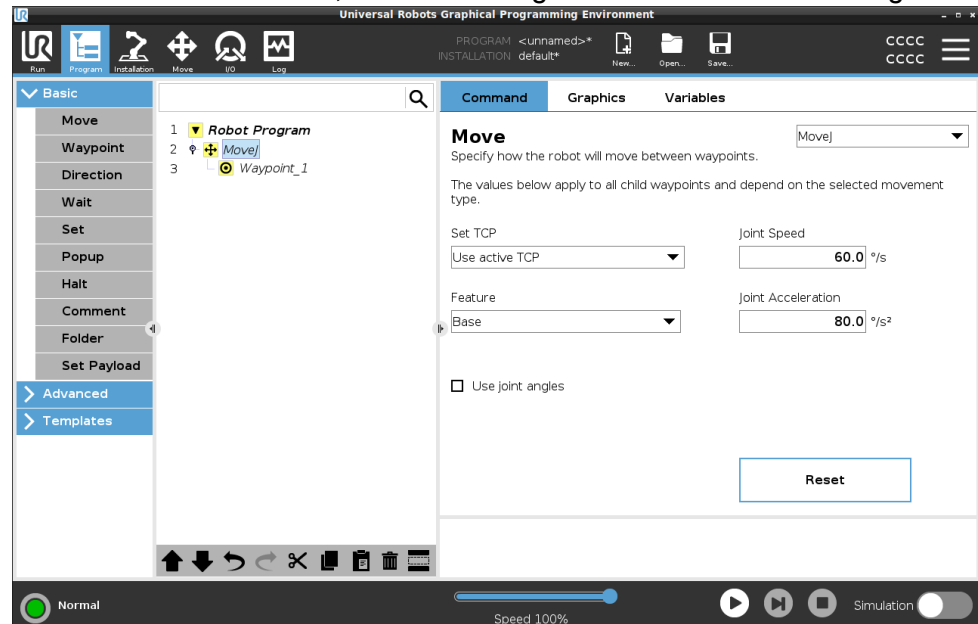 Universal Robots Graphical Programming Environment
Run
Program
Installation
Move
I/O
Log
PROGRAM <unnamed>*
INSTALLATION default*
New...
Open...
Save...
CCCC
CCCC
Basic
Move
Waypoint
Direction
Wait
Set
Popup
Halt
Comment
Folder
Set Payload
Advanced
Templates
1 Robot Program
2 MoveJ
3 Waypoint_1
Command Graphics Variables
Move
MoveJ
Specify how the robot will move between waypoints.
The values below apply to all child waypoints and depend on the selected movement
type.
Set TCP
Use active TCP
Joint Speed
60.0 °/s
Feature
Base
Joint Acceleration
80.0 °/s²
Use joint angles
Reset
Normal
Speed 100%
Simulation